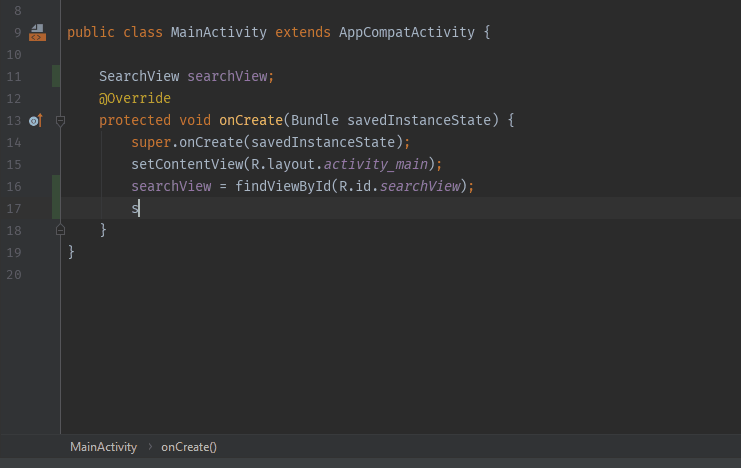 8
9 public class MainActivity extends AppCompatActivity {
10
11 SearchView searchView;
12 @Override
13 protected void onCreate(Bundle savedInstanceState) {
14 super.onCreate(savedInstanceState);
15 setContentView(R.layout.activity_main);
16 searchView = findViewById(R.id.searchView);
17 s
18 }
19 }
20
MainActivity › onCreate()